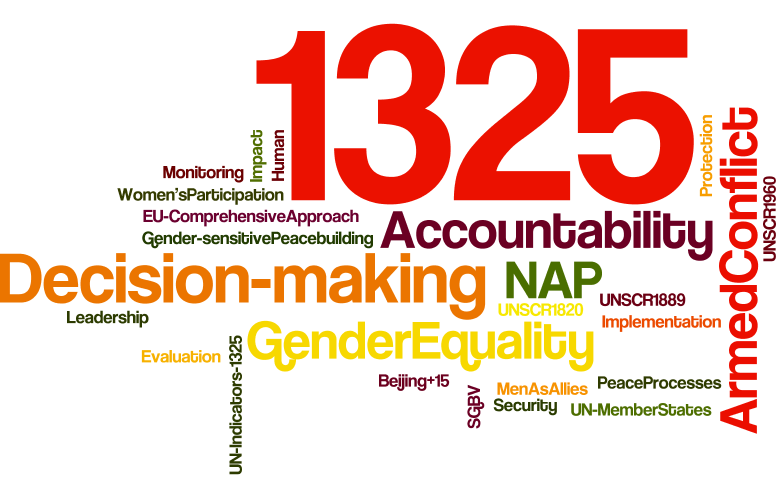 1325
Monitoring
Impact
Human
Protection
Women'sParticipation
EU-ComprehensiveApproach
Gender-sensitivePeacebuilding
Accountability
ArmedConflict
UNSCR1960
Decision-making
NAP
UNSCR1889
UNSCR1820
Leadership
Implementation
GenderEquality
Evaluation
UN-Indicators-1325
Beijing+15
SGBV
MenAsAllies
PeaceProcesses
Security
UN-MemberStates